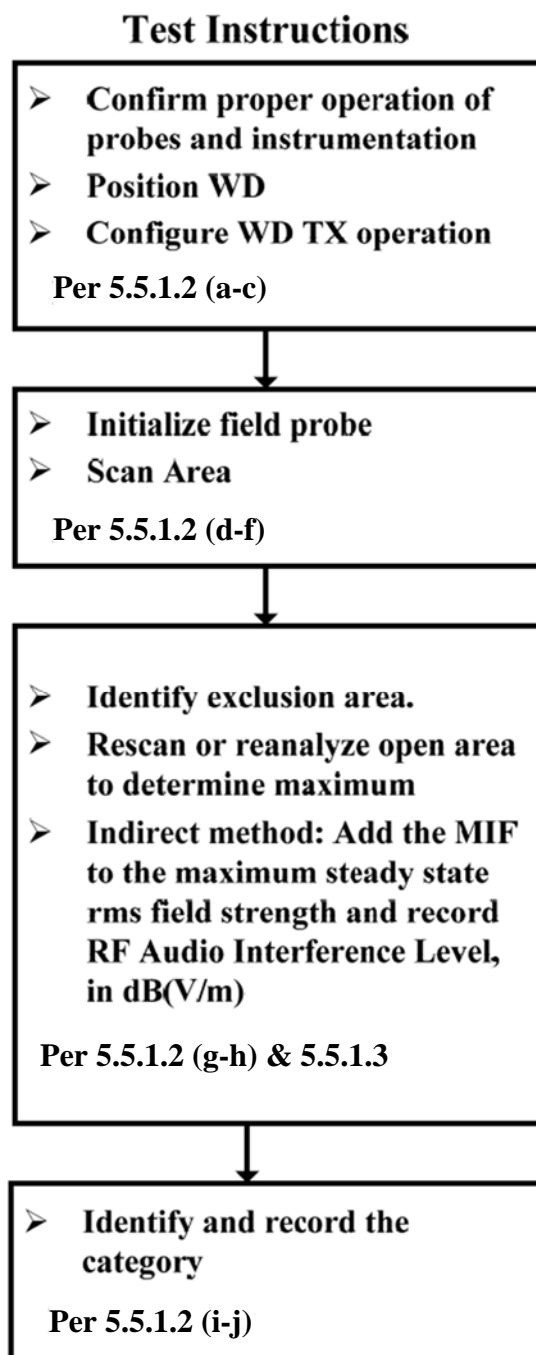 Test Instructions
➢ Confirm proper operation of
probes and instrumentation
➢ Position WD
➢ Configure WD TX operation
Per 5.5.1.2 (a-c)
➢ Initialize field probe
➢ Scan Area
Per 5.5.1.2 (d-f)
➢ Identify exclusion area.
➢ Rescan or reanalyze open area
to determine maximum
➢ Indirect method: Add the MIF
to the maximum steady state
rms field strength and record
RF Audio Interference Level,
in dB(V/m)
Per 5.5.1.2 (g-h) & 5.5.1.3
➢ Identify and record the
category
Per 5.5.1.2 (i-j)